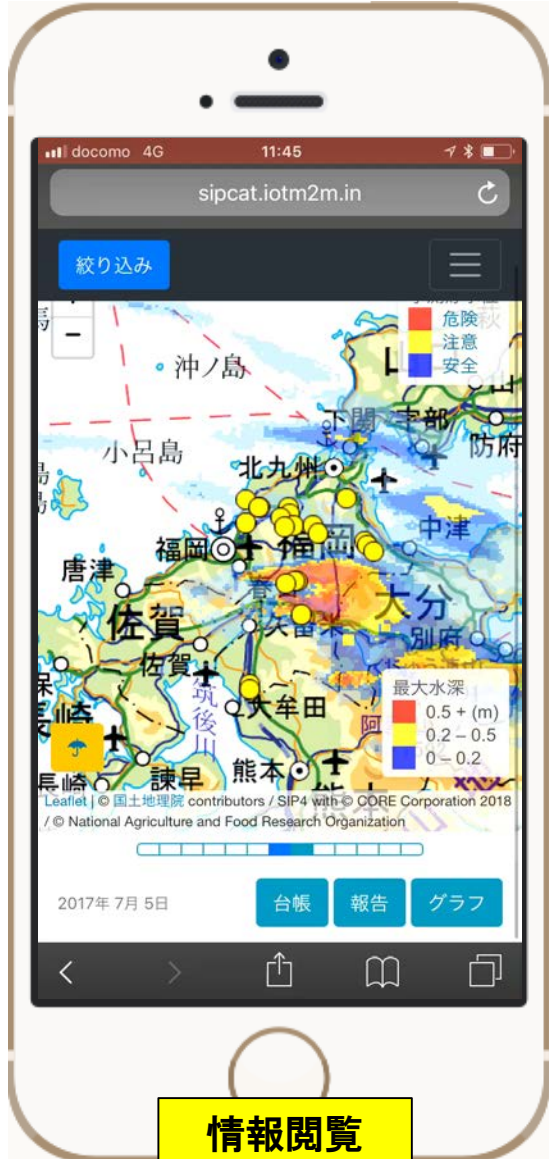 docomo 4G 11:45
sipcat.iotm2m.in
絞り込み
−
危険
注意
安全
沖ノ島
下関
宇部
防府
小呂島
北九州
中津
福岡
福岡
唐津
春
大分
佐賀
久留米
別府
佐賀
筑後川
大牟田
最大水深
0.5 + (m)
0.2 – 0.5
0 – 0.2
長崎
長崎
諫早
熊本
熊本
Leaflet | © 国土地理院 contributors / SIP4 with © CORE Corporation 2018
/ © National Agriculture and Food Research Organization
2017年 7月 5日
台帳
報告
グラフ
情報閲覧